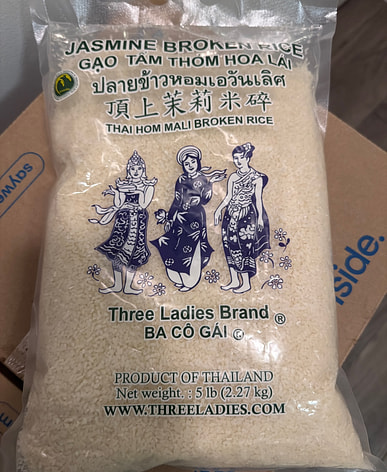 JASMINE BROKEN RICE
GẠO TẤM THƠM HOA LÀI
ปลายข้าวหอมเอวันเลิศ
頂上茉莉米碎
THAI HOM MALI BROKEN RICE
Three Ladies Brand ®
BA CÔ GÁI
PRODUCT OF THAILAND
Net weight. : 5 lb (2.27 kg)
WWW.THREELADIES.COM